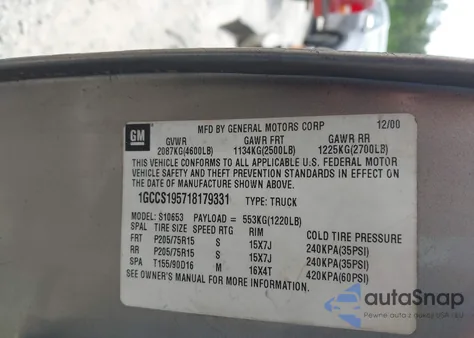 GM
MFD BY GENERAL MOTORS CORP 12/00
GVWR GAWR FRT GAWR RR
2087KG(4600LB) 1134KG(2500LB) 1225KG(2700LB)
THIS VEHICLE CONFORMS TO ALL APPLICABLE U.S. FEDERAL MOTOR
VEHICLE SAFETY AND THEFT PREVENTION STANDARDS IN EFFECT ON
THE DATE OF MANUFACTURE SHOWN ABOVE.
1GCCS195718179331 TYPE: TRUCK
MODEL: S10653 PAYLOAD = 553KG(1220LB)
SPAL TIRE SIZE SPEED RTG RIM COLD TIRE PRESSURE
FRT P205/75R15 S 15X7J 240KPA(35PSI)
RR P205/75R15 S 15X7J 240KPA(35PSI)
SPA T155/90D16 M 16X4T 420KPA(60PSI)
SEE OWNER'S MANUAL FOR MORE INFORMATION.
autoSnap
Pewne auto z aukcji USA